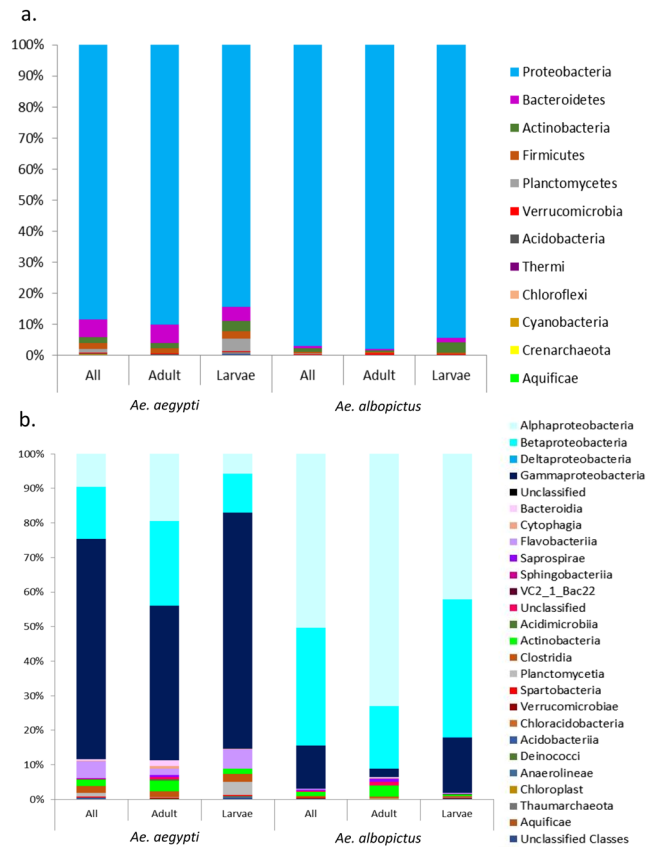 a.
100%
90%
80%
70%
60%
50%
40%
30%
20%
10%
0%
All Adult Larvae All Adult Larvae
Ae. aegypti Ae. albopictus
Proteobacteria
Bacteroidetes
Actinobacteria
Firmicutes
Planctomycetes
Verrucomicrobia
Acidobacteria
Thermi
Chloroflexi
Cyanobacteria
Crenarchaeota
Aquificae
b.
100%
90%
80%
70%
60%
50%
40%
30%
20%
10%
0%
All Adult Larvae All Adult Larvae
Ae. aegypti Ae. albopictus
Alphaproteobacteria
Betaproteobacteria
Deltaproteobacteria
Gammaproteobacteria
Unclassified
Bacteroidia
Cytophagia
Flavobacteriia
Saprospirae
Sphingobacteriia
VC2_1_Bac22
Unclassified
Acidimicrobiia
Actinobacteria
Clostridia
Planctomycetia
Spartobacteria
Verrucomicrobiae
Chloracidobacteria
Acidobacteriia
Deinococci
Anaerolineae
Chloroplast
Thaumarchaeota
Aquificae
Unclassified Classes